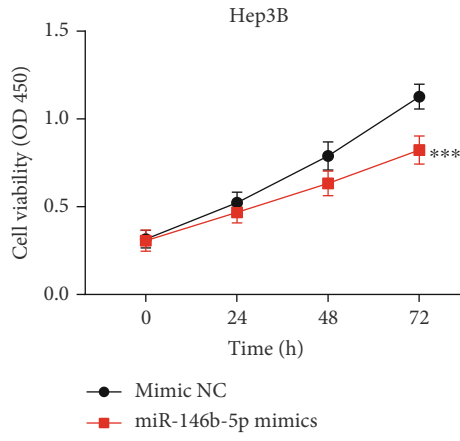 Hep3B
Cell viability (OD 450)
1.5
1.0
0.5
0.0
***
0 24 48 72
Time (h)
Mimic NC
miR-146b-5p mimics